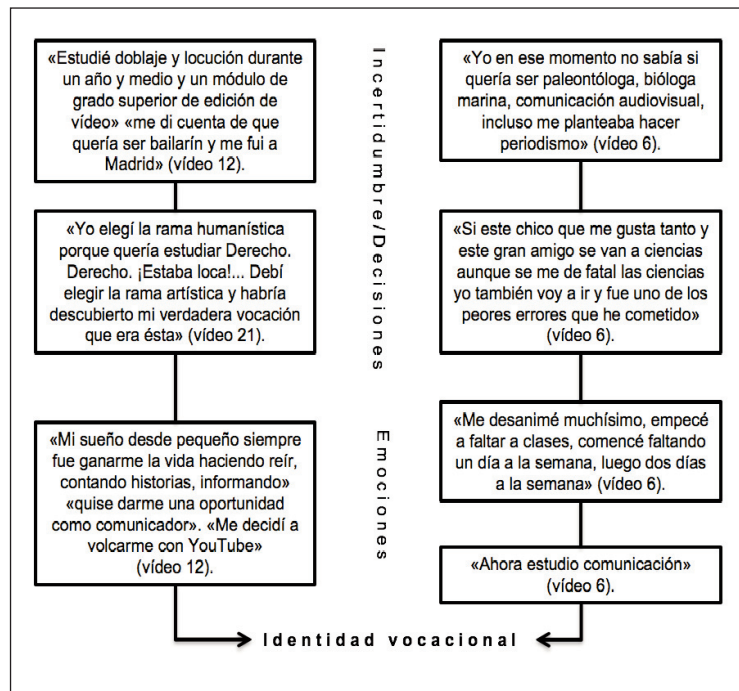 «Estudié doblaje y locución durante
un año y medio y un módulo de
grado superior de edición de
vídeo» «me di cuenta de que
quería ser bailarín y me fui a
Madrid» (vídeo 12).
«Yo elegí la rama humanística
porque quería estudiar Derecho.
Derecho. ¡Estaba loca!... Debí
elegir la rama artística y habría
descubierto mi verdadera vocación
que era ésta» (vídeo 21).
«Mi sueño desde pequeño siempre
fue ganarme la vida haciendo reír,
contando historias, informando»
«quise darme una oportunidad
como comunicador». «Me decidí a
volcarme con YouTube»
(vídeo 12).
Incertidumbre/Decisiones
Emociones
«Yo en ese momento no sabía si
quería ser paleontóloga, bióloga
marina, comunicación audiovisual,
incluso me planteaba hacer
periodismo» (vídeo 6).
«Si este chico que me gusta tanto y
este gran amigo se van a ciencias
aunque se me de fatal las ciencias
yo también voy a ir y fue uno de los
peores errores que he cometido»
(vídeo 6).
«Me desanimé muchísimo, empecé
a faltar a clases, comencé faltando
un día a la semana, luego dos días
a la semana» (vídeo 6).
«Ahora estudio comunicación»
(vídeo 6).
Identidad vocacional